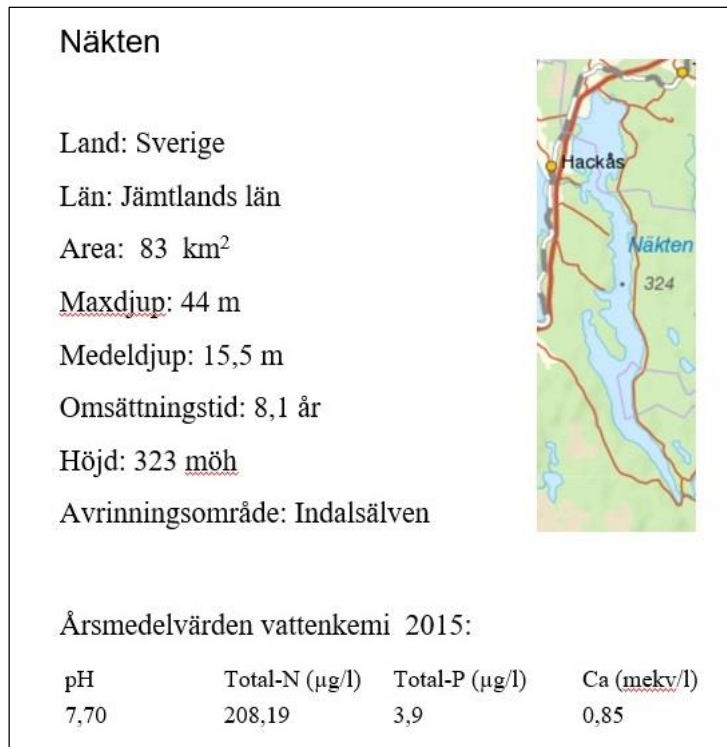 Näkten
Land: Sverige
Län: Jämtlands län
Area: 83 km²
Maxdjup: 44 m
Medeldjup: 15,5 m
Omsättningstid: 8,1 år
Höjd: 323 möh
Avrinningsområde: Indalsälven
Hackås
Näkten
324
Årsmedelvärden vattenkemi 2015:
pH Total-N (µg/l) Total-P (µg/l) Ca (mekv/l)
7,70 208,19 3,9 0,85